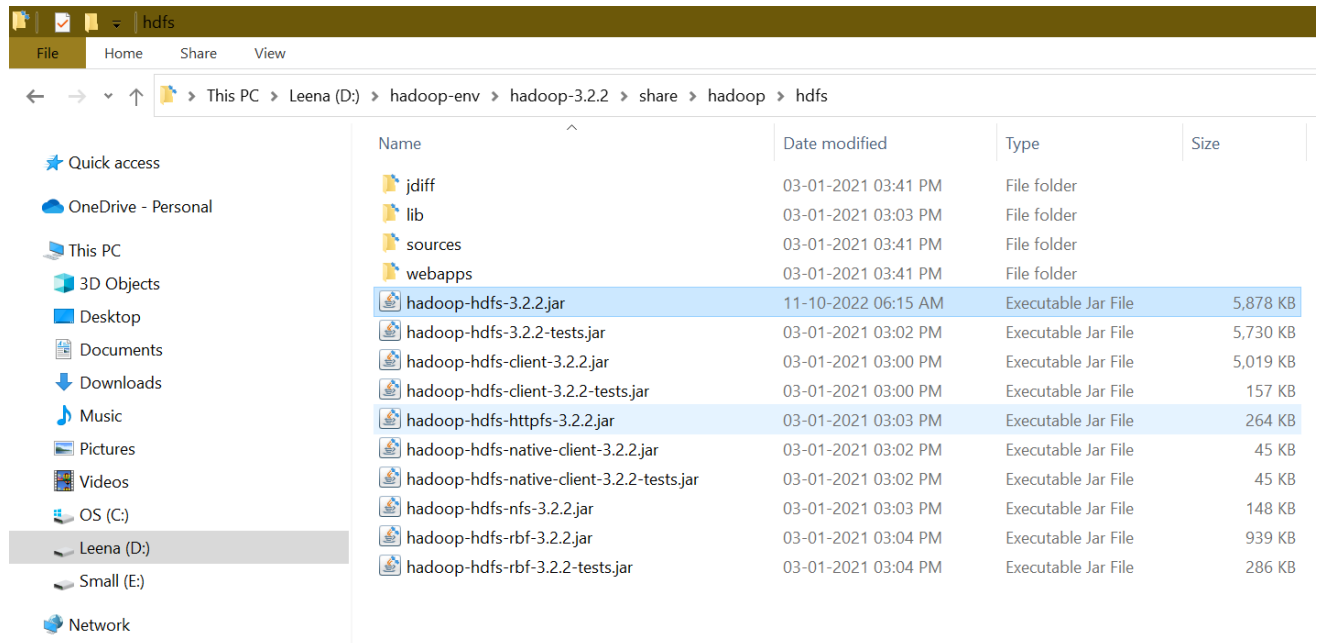 hdfs
File Home Share View
This PC > Leena (D:) > hadoop-env > hadoop-3.2.2 > share > hadoop > hdfs
Name Date modified Type Size
Quick access
OneDrive - Personal
This PC
3D Objects
Desktop
Documents
Downloads
Music
Pictures
Videos
OS (C:)
Leena (D:)
Small (E:)
Network
jdiff 03-01-2021 03:41 PM File folder
lib 03-01-2021 03:03 PM File folder
sources 03-01-2021 03:41 PM File folder
webapps 03-01-2021 03:41 PM File folder
hadoop-hdfs-3.2.2.jar 11-10-2022 06:15 AM Executable Jar File 5,878 KB
hadoop-hdfs-3.2.2-tests.jar 03-01-2021 03:02 PM Executable Jar File 5,730 KB
hadoop-hdfs-client-3.2.2.jar 03-01-2021 03:00 PM Executable Jar File 5,019 KB
hadoop-hdfs-client-3.2.2-tests.jar 03-01-2021 03:00 PM Executable Jar File 157 KB
hadoop-hdfs-httpfs-3.2.2.jar 03-01-2021 03:03 PM Executable Jar File 264 KB
hadoop-hdfs-native-client-3.2.2.jar 03-01-2021 03:02 PM Executable Jar File 45 KB
hadoop-hdfs-native-client-3.2.2-tests.jar 03-01-2021 03:02 PM Executable Jar File 45 KB
hadoop-hdfs-nfs-3.2.2.jar 03-01-2021 03:03 PM Executable Jar File 148 KB
hadoop-hdfs-rbf-3.2.2.jar 03-01-2021 03:04 PM Executable Jar File 939 KB
hadoop-hdfs-rbf-3.2.2-tests.jar 03-01-2021 03:04 PM Executable Jar File 286 KB